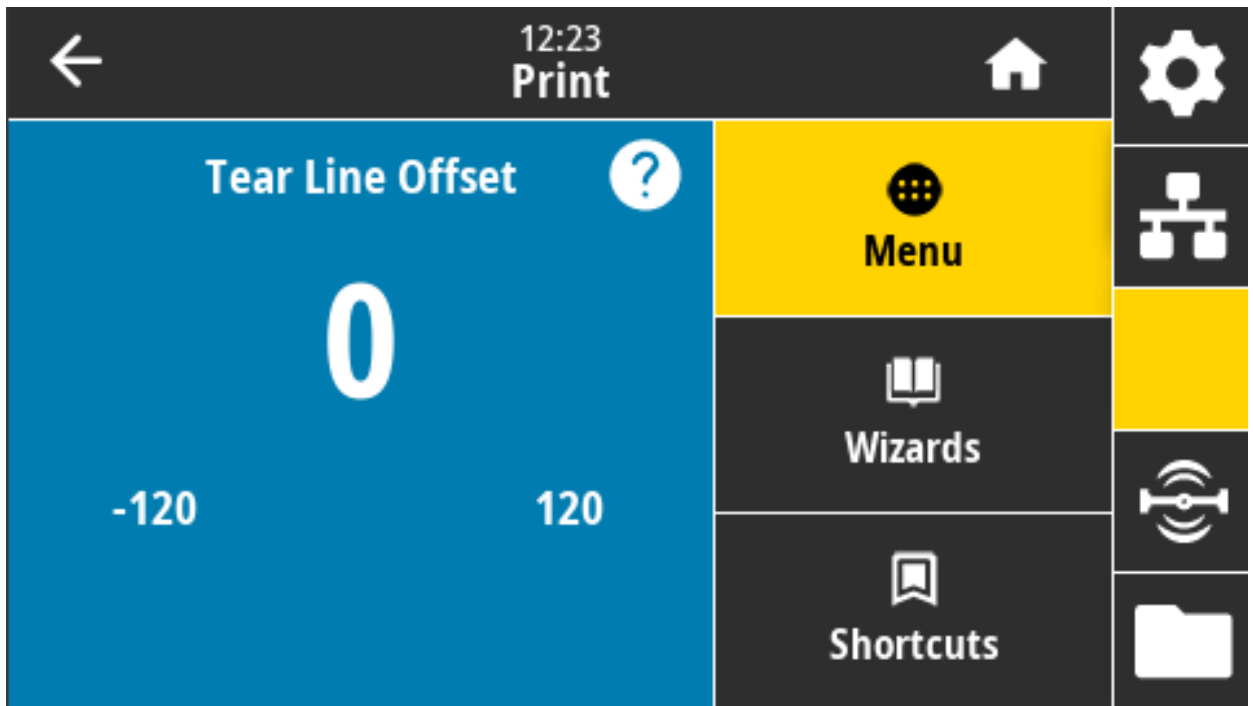 12:23
Print
Tear Line Offset
?
0
-120 120
Menu
Wizards
Shortcuts